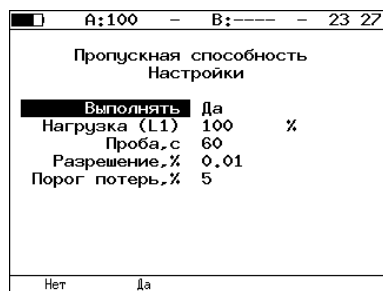 A:100 – B:---- – 23 27
Пропускная способность
Настройки
Выполнять Да
Нагрузка (L1) 100 %
Проба,с 60
Разрешение,% 0.01
Порог потерь,% 5
Нет Да